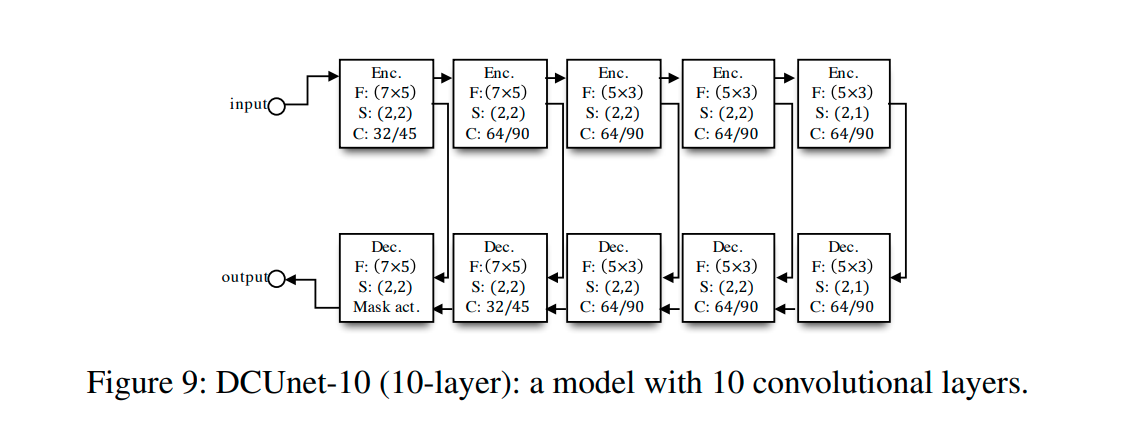 input
Enc.
F: (7×5)
S: (2,2)
C: 32/45
Enc.
F:(7×5)
S: (2,2)
C: 64/90
Enc.
F: (5×3)
S: (2,2)
C: 64/90
Enc.
F: (5×3)
S: (2,2)
C: 64/90
Enc.
F: (5×3)
S: (2,1)
C: 64/90
output
Dec.
F: (7×5)
S: (2,2)
Mask act.
Dec.
F:(7×5)
S: (2,2)
C: 32/45
Dec.
F: (5×3)
S: (2,2)
C: 64/90
Dec.
F: (5×3)
S: (2,2)
C: 64/90
Dec.
F: (5×3)
S: (2,1)
C: 64/90
Figure 9: DCUnet-10 (10-layer): a model with 10 convolutional layers.